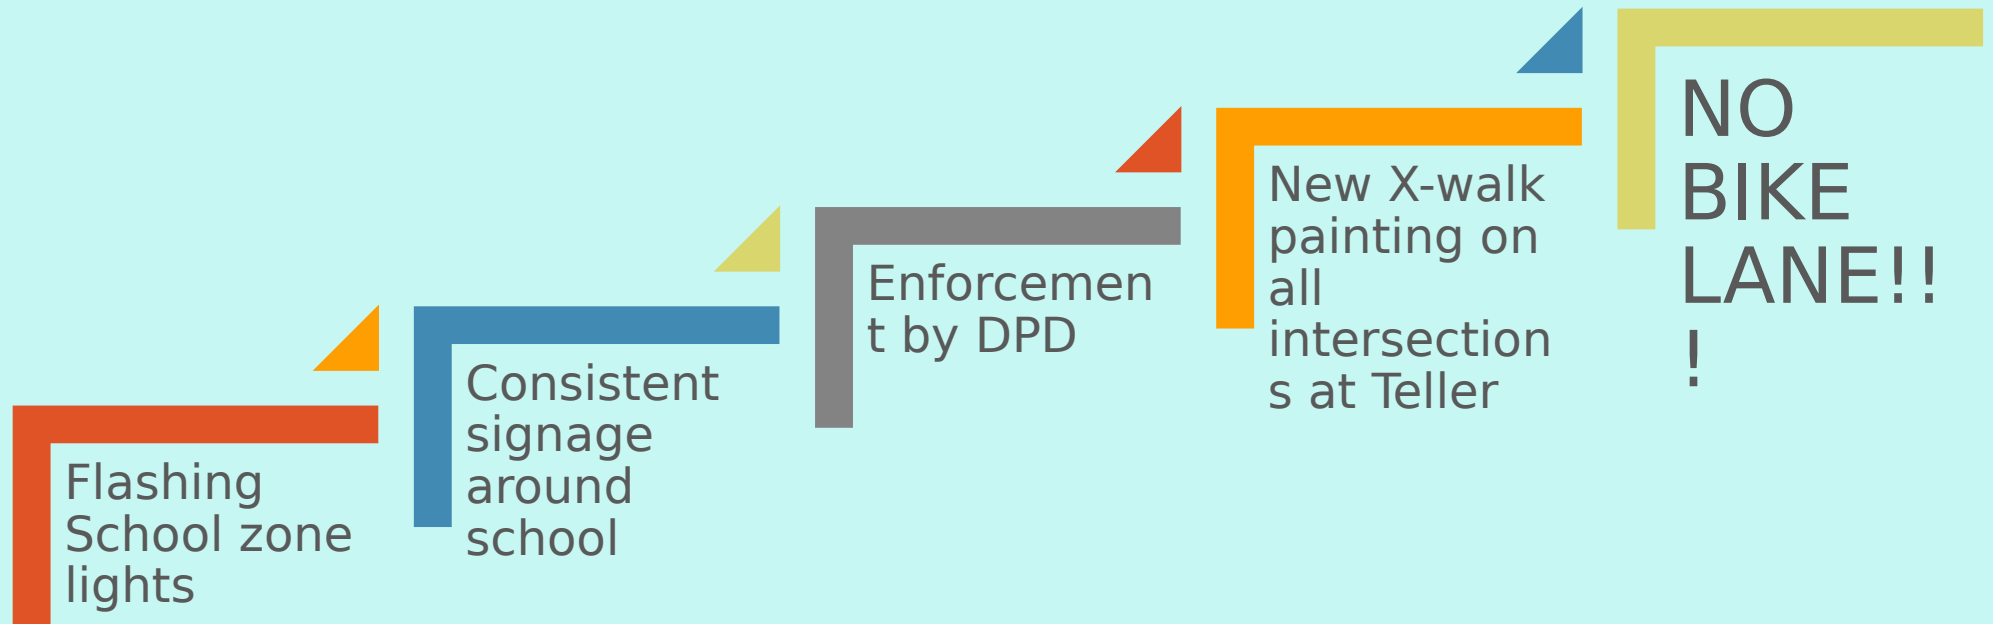 Flashing
School zone
lights
Consistent
signage
around
school
Enforcemen
t by DPD
New X-walk
painting on
all
intersection
s at Teller
NO
BIKE
LANE!!
!